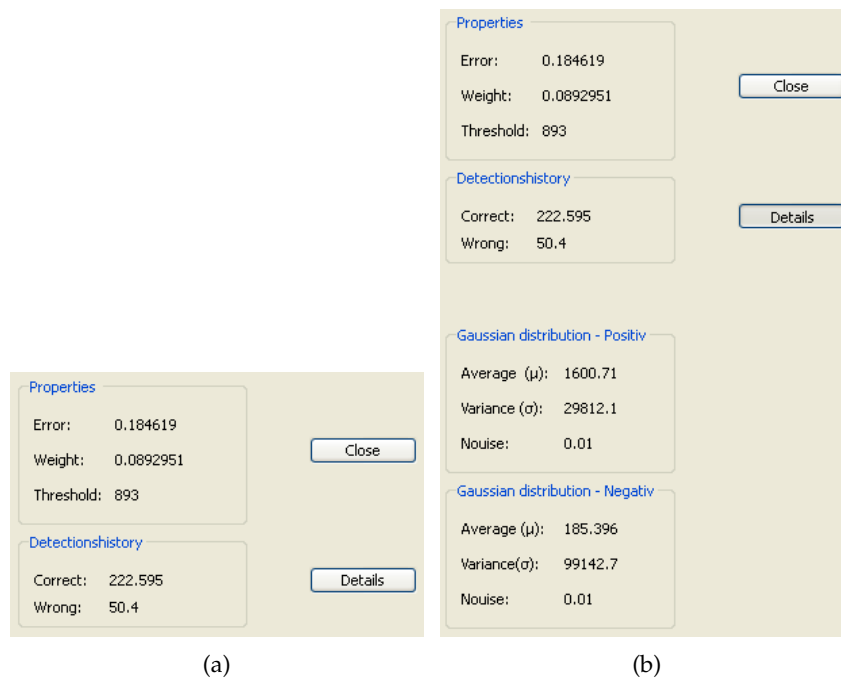 Properties
Error: 0.184619
Weight: 0.0892951
Threshold: 893
Close
Detectionshistory
Correct: 222.595
Wrong: 50.4
Details
(a)
Properties
Error: 0.184619
Weight: 0.0892951
Threshold: 893
Close
Detectionshistory
Correct: 222.595
Wrong: 50.4
Details
Gaussian distribution - Positiv
Average (μ): 1600.71
Variance (σ): 29812.1
Nouise: 0.01
Gaussian distribution - Negativ
Average (μ): 185.396
Variance(σ): 99142.7
Nouise: 0.01
(b)